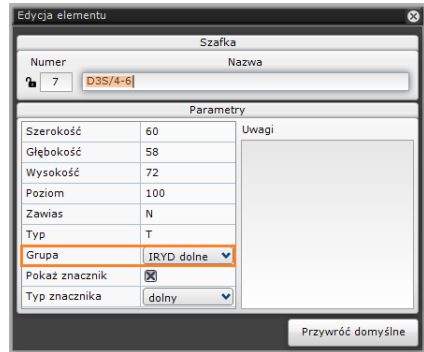 Edycja elementu
Szafka
Numer Nazwa
7 D3S/4-6
Parametry
Szerokość 60 Uwagi
Głębokość 58
Wysokość 72
Poziom 100
Zawias N
Typ T
Grupa IRYD dolne
Pokaż znacznik
Typ znacznika dolny
Przywróć domyślne